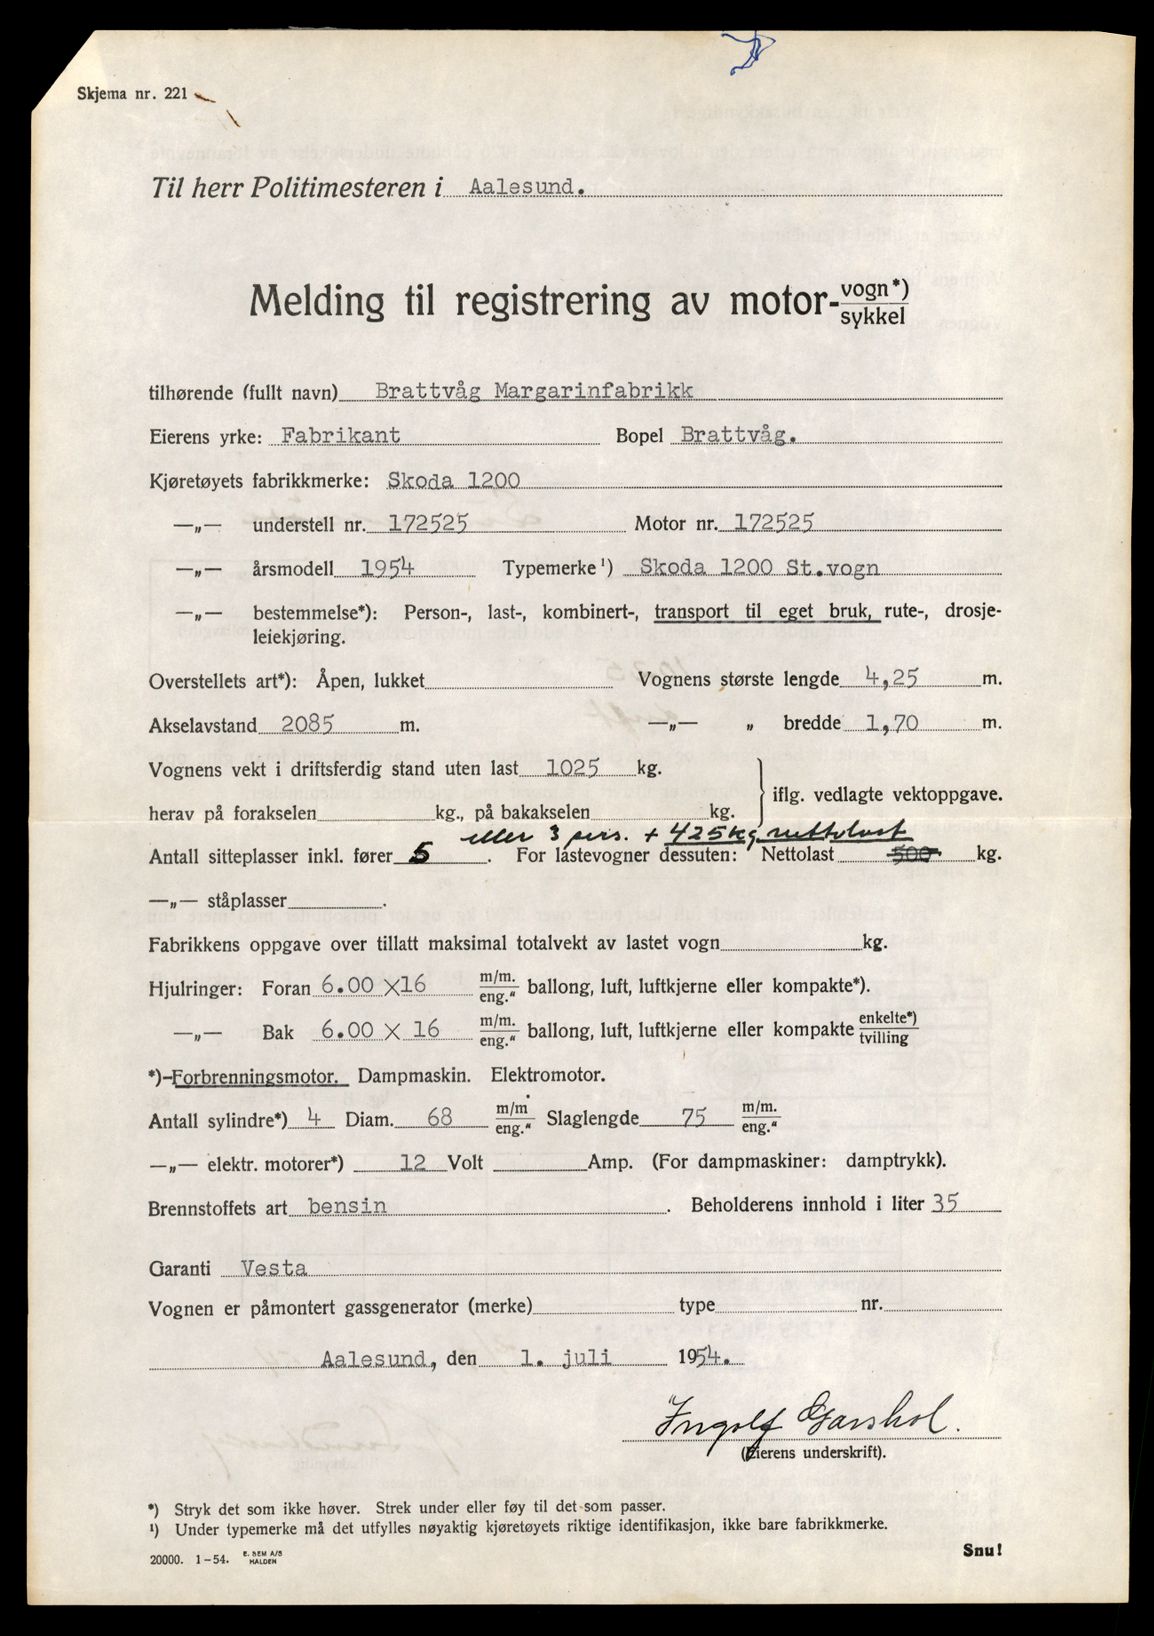 Skjema nr. 221
Til herr Politimesteren i Aalesund.
Melding til registrering av motor- vogn*) sykkel
tilhørende (fullt navn) Brattvåg Margarinfabrikk
Eierens yrke: Fabrikant Bopel Brattvåg.
Kjøretøyets fabrikkmerke: Skoda 1200
—„— understell nr. 172525 Motor nr. 172525
—„— årsmodell 1954 Typemerke¹) Skoda 1200 St.vogn
—„— bestemmelse*): Person-, last-, kombinert-, transport til eget bruk, rute-, drosje-
leiekjøring.
Overstellets art*): Åpen, lukket Vognens største lengde 4,25 m.
Akselavstand 2085 m. —„— „ bredde 1,70 m.
Vognens vekt i driftsferdig stand uten last 1025 kg.
iflg. vedlagte vektoppgave.
herav på forakselen kg., på bakakselen kg.
eller 3 pers. + 425 kg nettolast
Antall sitteplasser inkl. fører 5. For lastevogner dessuten: Nettolast 500 kg.
—„— ståplasser.
Fabrikkens oppgave over tillatt maksimal totalvekt av lastet vogn kg.
Hjulringer: Foran 6.00 X16 m/m. eng." ballong, luft, luftkjerne eller kompakte*).
—„— Bak 6.00 X 16 m/m. eng." ballong, luft, luftkjerne eller kompakte enkelte*) tvilling
*)-Forbrenningsmotor. Dampmaskin. Elektromotor.
Antall sylindre*) 4 Diam. 68 m/m eng." Slaglengde 75 m/m. eng."
—„— elektr. motorer*) 12 Volt Amp. (For dampmaskiner: damptrykk).
Brennstoffets art bensin. Beholderens innhold i liter 35
Garanti Vesta
Vognen er påmontert gassgenerator (merke) type nr.
Aalesund, den 1. juli 1954.
Ingolf Garshol.
(Eierens underskrift).
*) Stryk det som ikke høver. Strek under eller føy til det som passer.
¹) Under typemerke må det utfylles nøyaktig kjøretøyets riktige identifikasjon, ikke bare fabrikkmerke.
20000. 1-54. E. SEM A/S HALDEN
Snu!